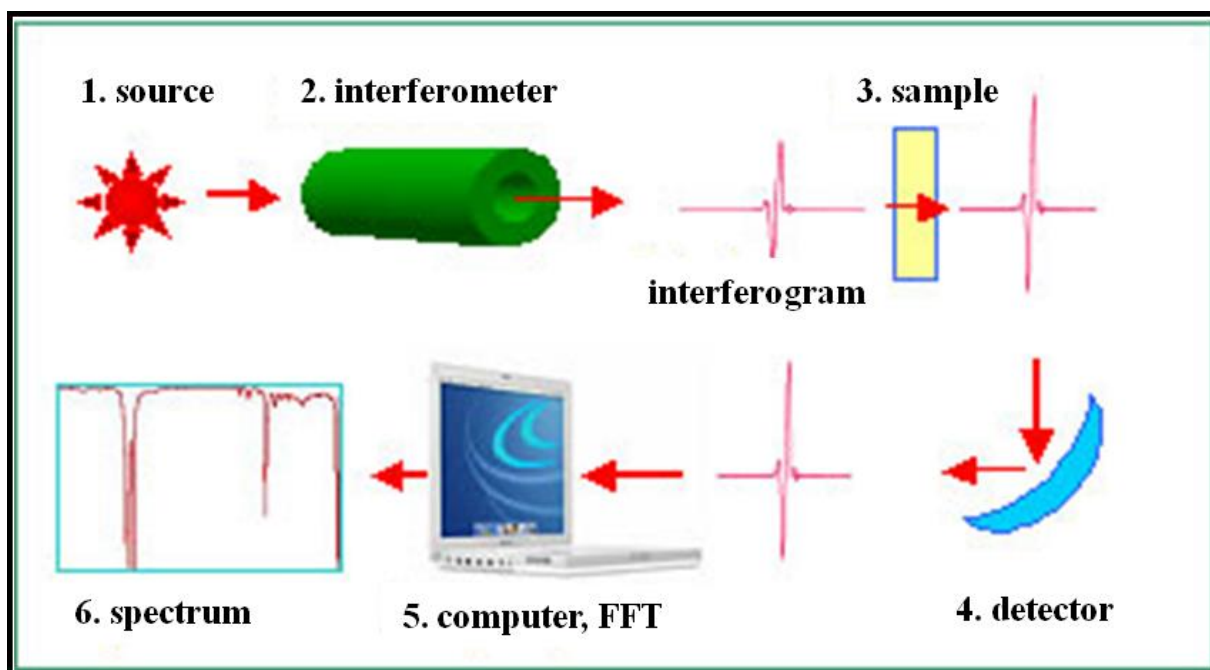 1. source
2. interferometer
3. sample
interferogram
6. spectrum
5. computer, FFT
4. detector